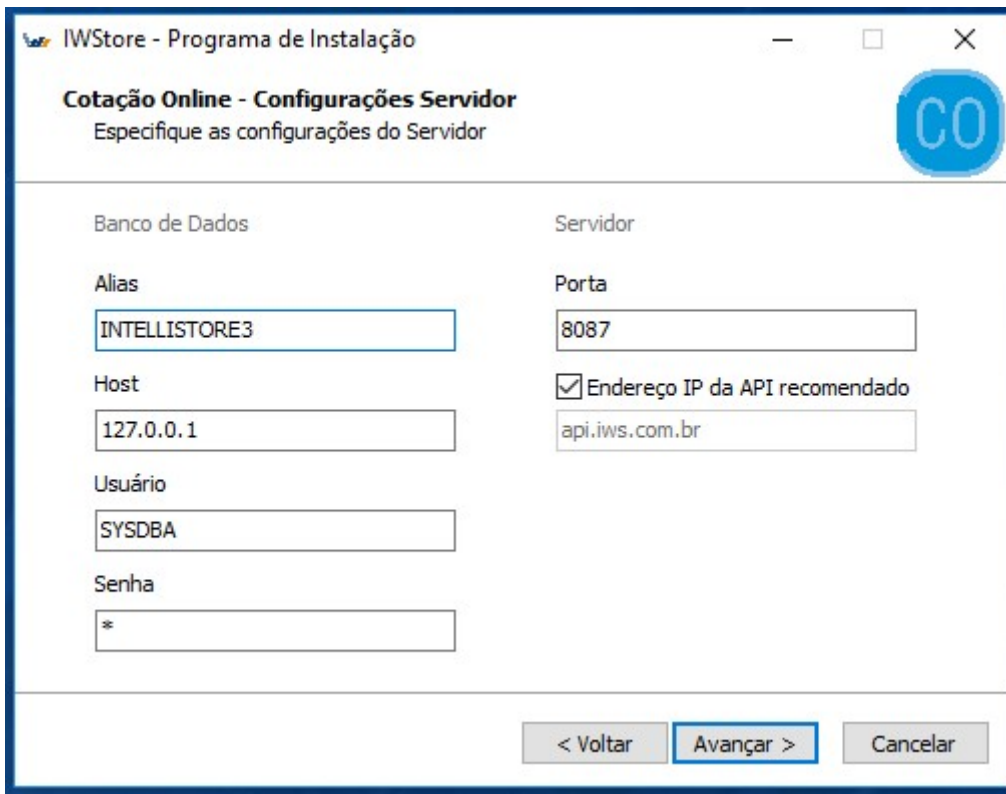 IWStore - Programa de Instalação
Cotação Online - Configurações Servidor
Especifique as configurações do Servidor
CO
Banco de Dados
Alias
INTELLISTORE3
Host
127.0.0.1
Usuário
SYSDBA
Senha
*
Servidor
Porta
8087
Endereço IP da API recomendado
api.iws.com.br
< Voltar
Avançar >
Cancelar